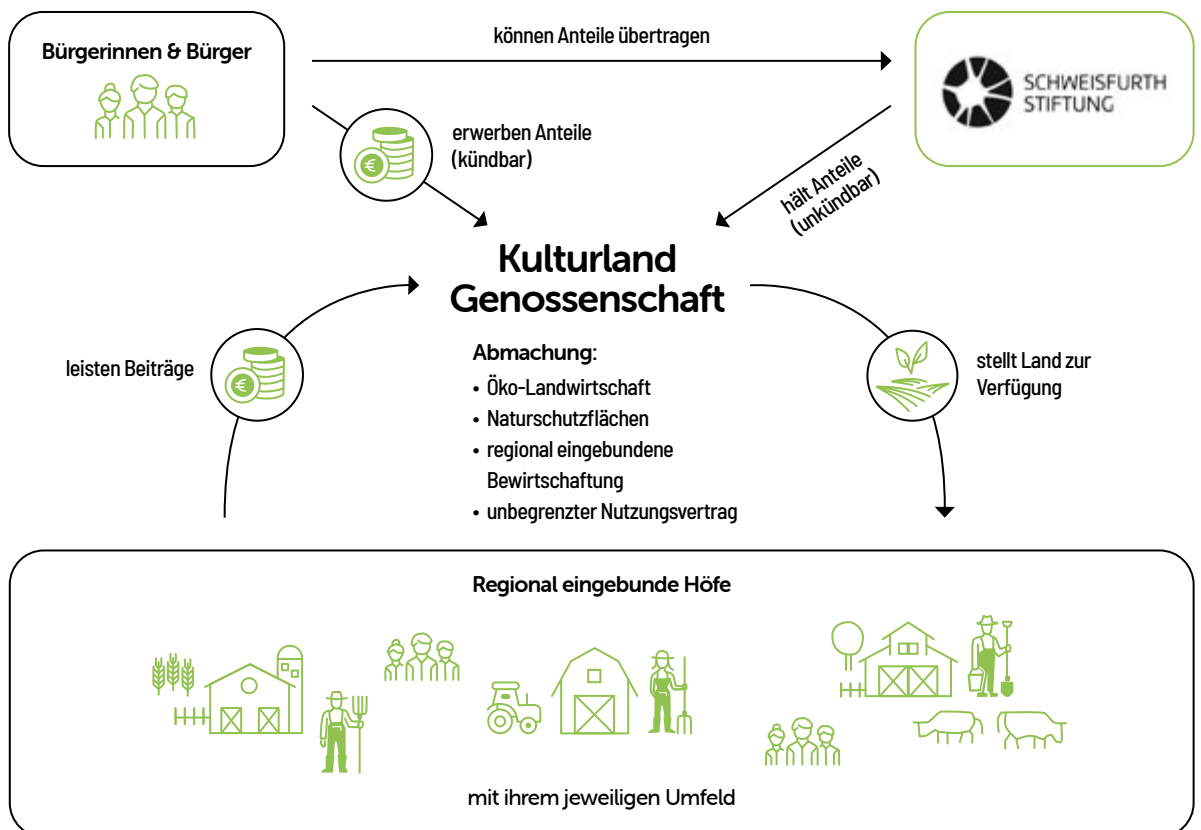 Bürgerinnen & Bürger
können Anteile übertragen
SCHWEISFURTH
STIFTUNG
erwerben Anteile
(kündbar)
hält Anteile
(unkündbar)
Kulturland
Genossenschaft
leisten Beiträge
€
€
Abmachung:
• Öko-Landwirtschaft
• Naturschutzflächen
• regional eingebundene
Bewirtschaftung
• unbegrenzter Nutzungsvertrag
stellt Land zur
Verfügung
Regional eingebunde Höfe
mit ihrem jeweiligen Umfeld